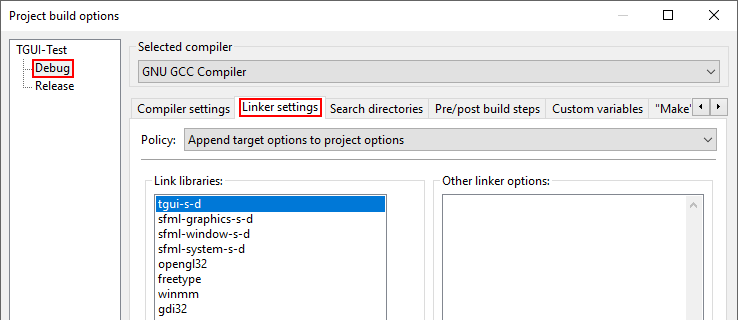 Project build options
TGUI-Test
Debug
Release
Selected compiler
GNU GCC Compiler
Compiler settings Linker settings Search directories Pre/post build steps Custom variables "Make"
Policy: Append target options to project options
Link libraries:
tgui-s-d
sfml-graphics-s-d
sfml-window-s-d
sfml-system-s-d
opengl32
freetype
winmm
gdi32
Other linker options: